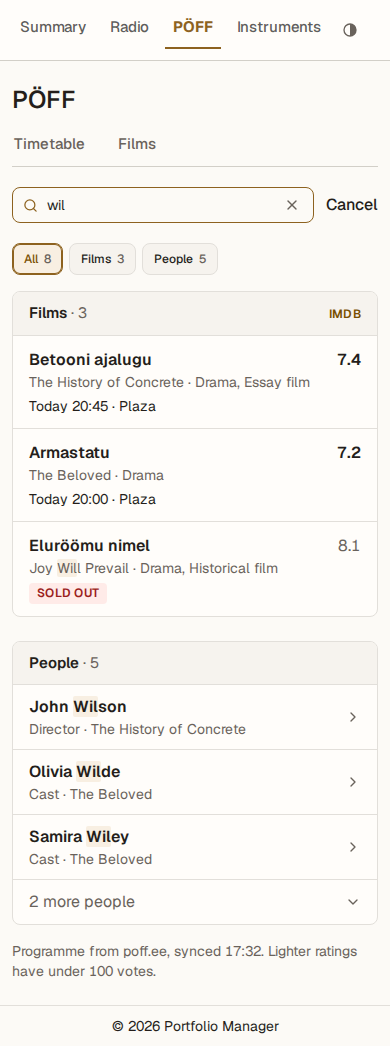 Summary Radio PÖFF Instruments
PÖFF
Timetable Films
wil Cancel
All 8 Films 3 People 5
Films · 3 IMDB
Betooni ajalugu 7.4
The History of Concrete · Drama, Essay film
Today 20:45 · Plaza
Armastatu 7.2
The Beloved · Drama
Today 20:00 · Plaza
Eluröömu nimel 8.1
Joy Will Prevail · Drama, Historical film
SOLD OUT
People · 5
John Wilson
Director · The History of Concrete
Olivia Wilde
Cast · The Beloved
Samira Wiley
Cast · The Beloved
2 more people
Programme from poff.ee, synced 17:32. Lighter ratings
have under 100 votes.
© 2026 Portfolio Manager